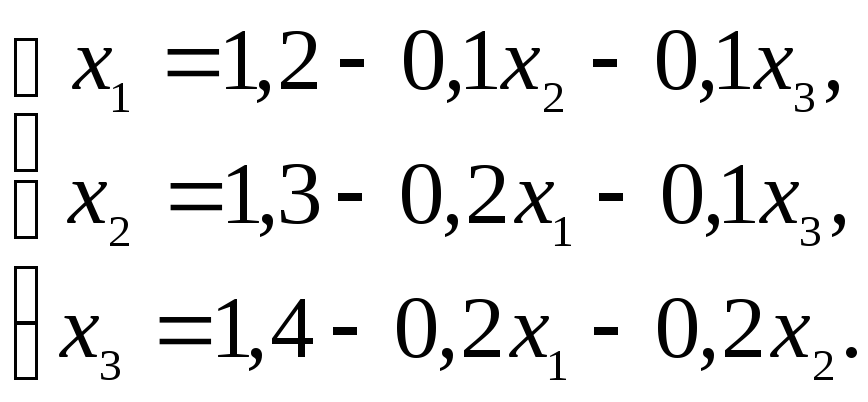 x₁ =1,2 - 0,1x₂ - 0,1x₃,
x₂ =1,3 - 0,2x₁ - 0,1x₃,
x₃ =1,4 - 0,2x₁ - 0,2x₂.